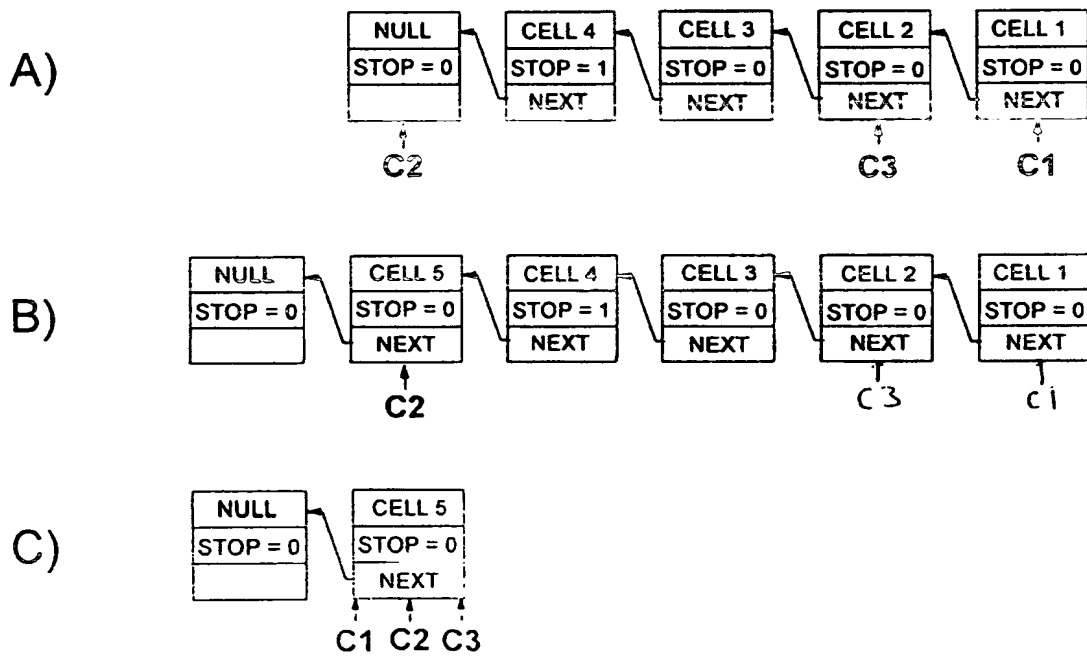 A)
NULL CELL 4 CELL 3 CELL 2 CELL 1
STOP = 0 STOP = 1 STOP = 0 STOP = 0 STOP = 0
NEXT NEXT NEXT NEXT
C2 C3 C1
B)
NULL CELL 5 CELL 4 CELL 3 CELL 2 CELL 1
STOP = 0 STOP = 0 STOP = 1 STOP = 0 STOP = 0 STOP = 0
NEXT NEXT NEXT NEXT NEXT
C2 C3 C1
C)
NULL CELL 5
STOP = 0 STOP = 0
NEXT
C1 C2 C3